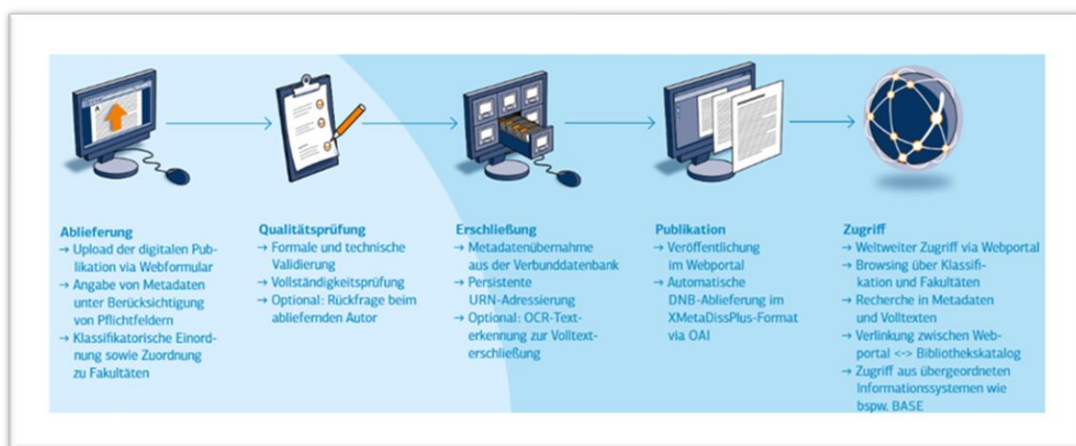 Ablieferung
→ Upload der digitalen Pub-
likation via Webformular
→ Angabe von Metadaten
unter Berücksichtigung
von Pflichtfeldern
→ Klassifikatorische Einord-
nung sowie Zuordnung
zu Fakultäten
Qualitätsprüfung
→ Formale und technische
Validierung
→ Vollständigkeitsprüfung
→ Optional: Rückfrage beim
abliefernden Autor
Erschließung
→ Metadatenübernahme
aus der Verbunddatenbank
→ Persistente
URN-Adressierung
→ Optional: OCR-Text-
erkennung zur Volltext-
erschließung
Publikation
→ Veröffentlichung
im Webportal
→ Automatische
DNB-Ablieferung im
XMetaDissPlus-Format
via OAI
Zugriff
→ Weltweiter Zugriff via Webportal
→ Browsing über Klassifi-
kation und Fakultäten
→ Recherche in Metadaten
und Volltexten
→ Verlinkung zwischen Web-
portal <-> Bibliothekskatalog
→ Zugriff aus übergeordneten
Informationssystemen wie
bspw. BASE